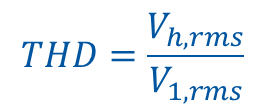 THD = V_{h,rms} / V_{1,rms}